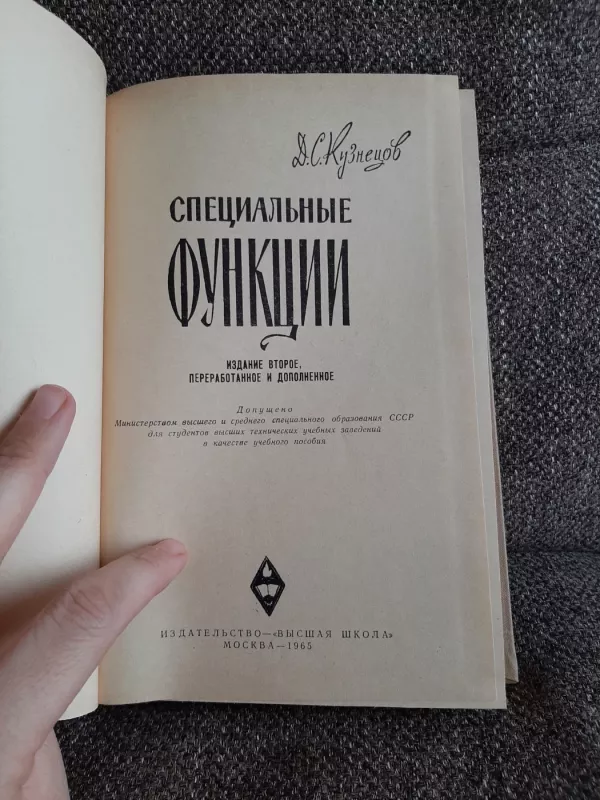 Д.С. Кузнецов
СПЕЦИАЛЬНЫЕ
ФУНКЦИИ
ИЗДАНИЕ ВТОРОЕ,
ПЕРЕРАБОТАННОЕ И ДОПОЛНЕННОЕ
Допущено
Министерством высшего и среднего специального образования СССР
для студентов высших технических учебных заведений
в качестве учебного пособия
ИЗДАТЕЛЬСТВО—«ВЫСШАЯ ШКОЛА»
МОСКВА—1965